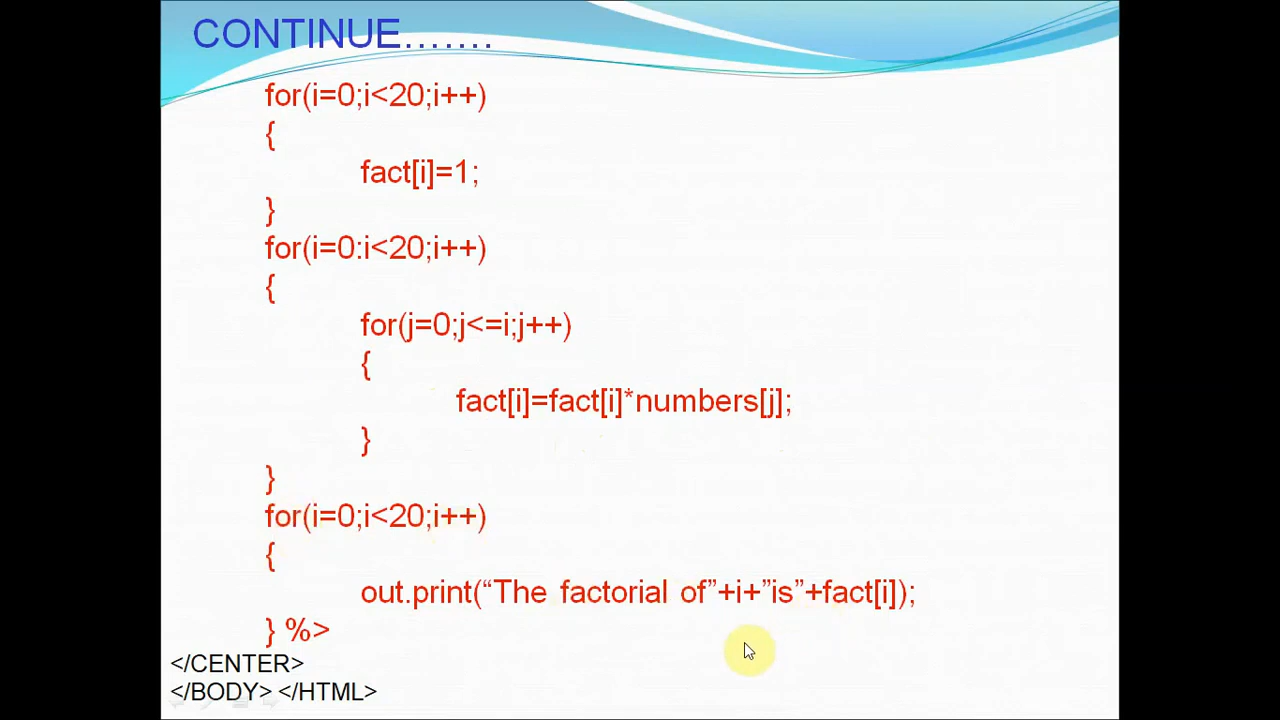 CONTINUE.......
for(i=0;i<20;i++)
{
fact[i]=1;
}
for(i=0:i<20;i++)
{
for(j=0;j<=i;j++)
{
fact[i]=fact[i]*numbers[j];
}
}
for(i=0;i<20;i++)
{
out.print(“The factorial of”+i+”is”+fact[i]);
} %>
</CENTER>
</BODY> </HTML>